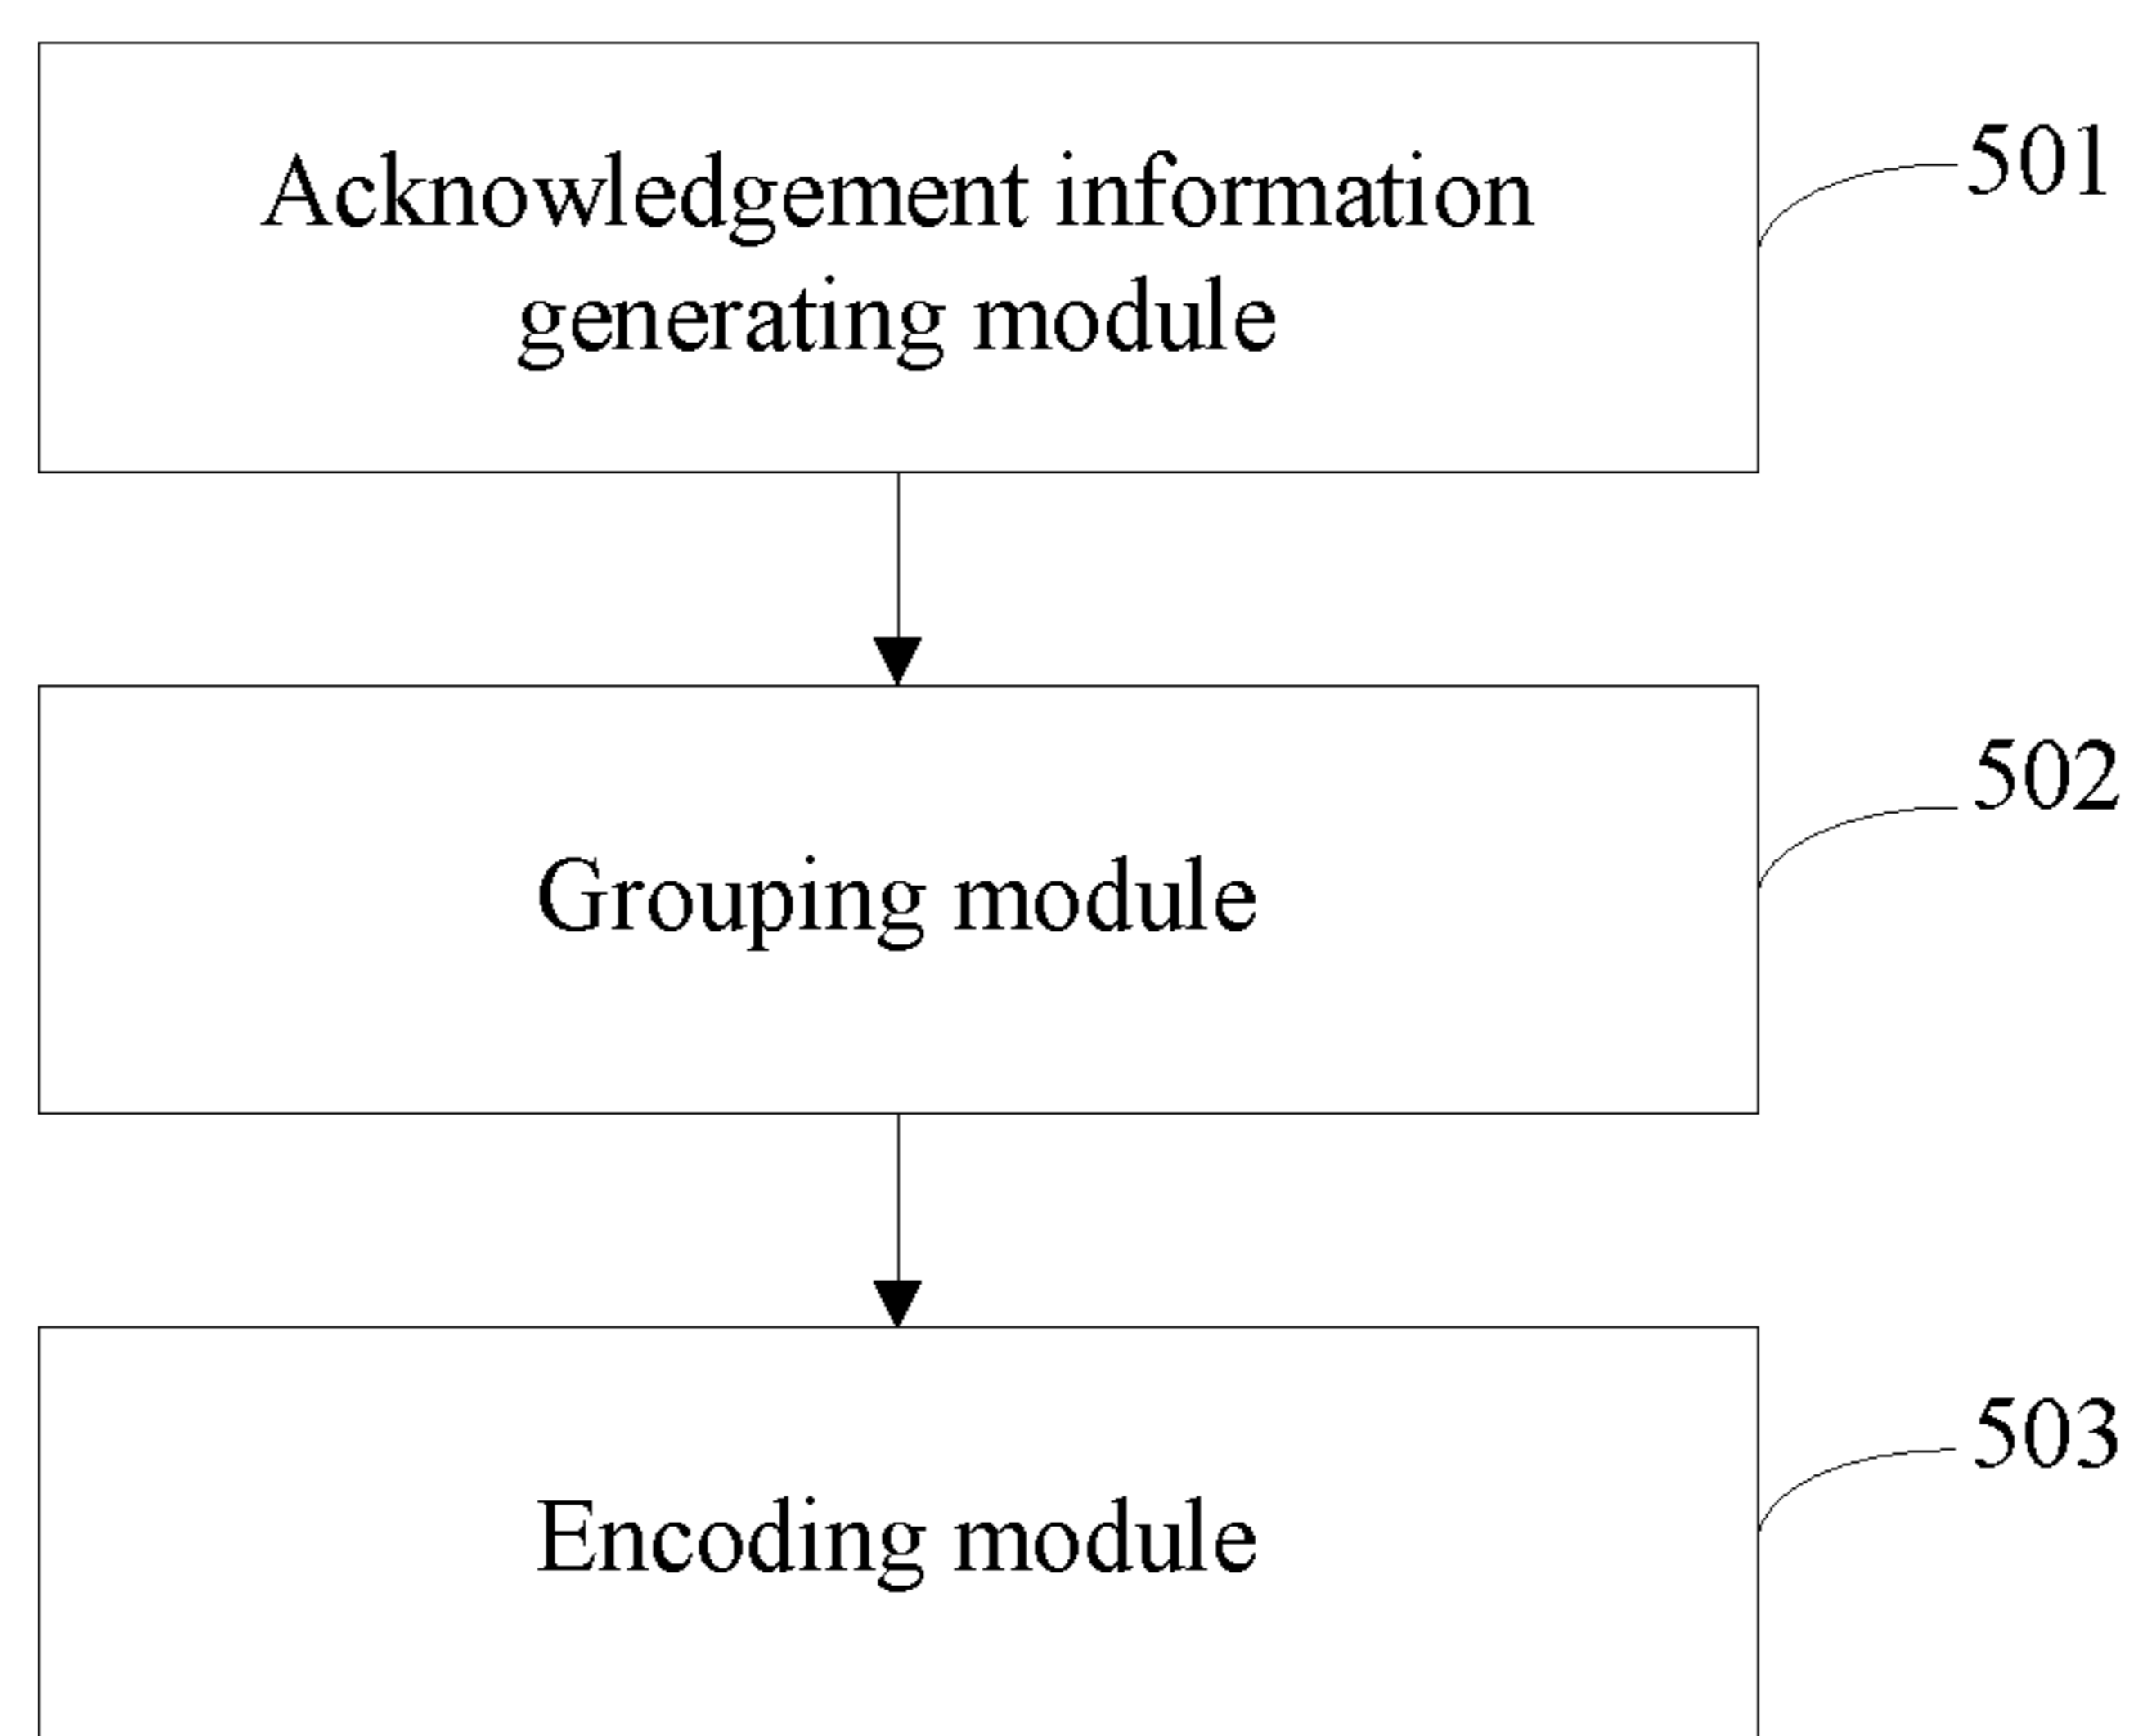 Acknowledgement information
generating module
501
Grouping module
502
Encoding module
503